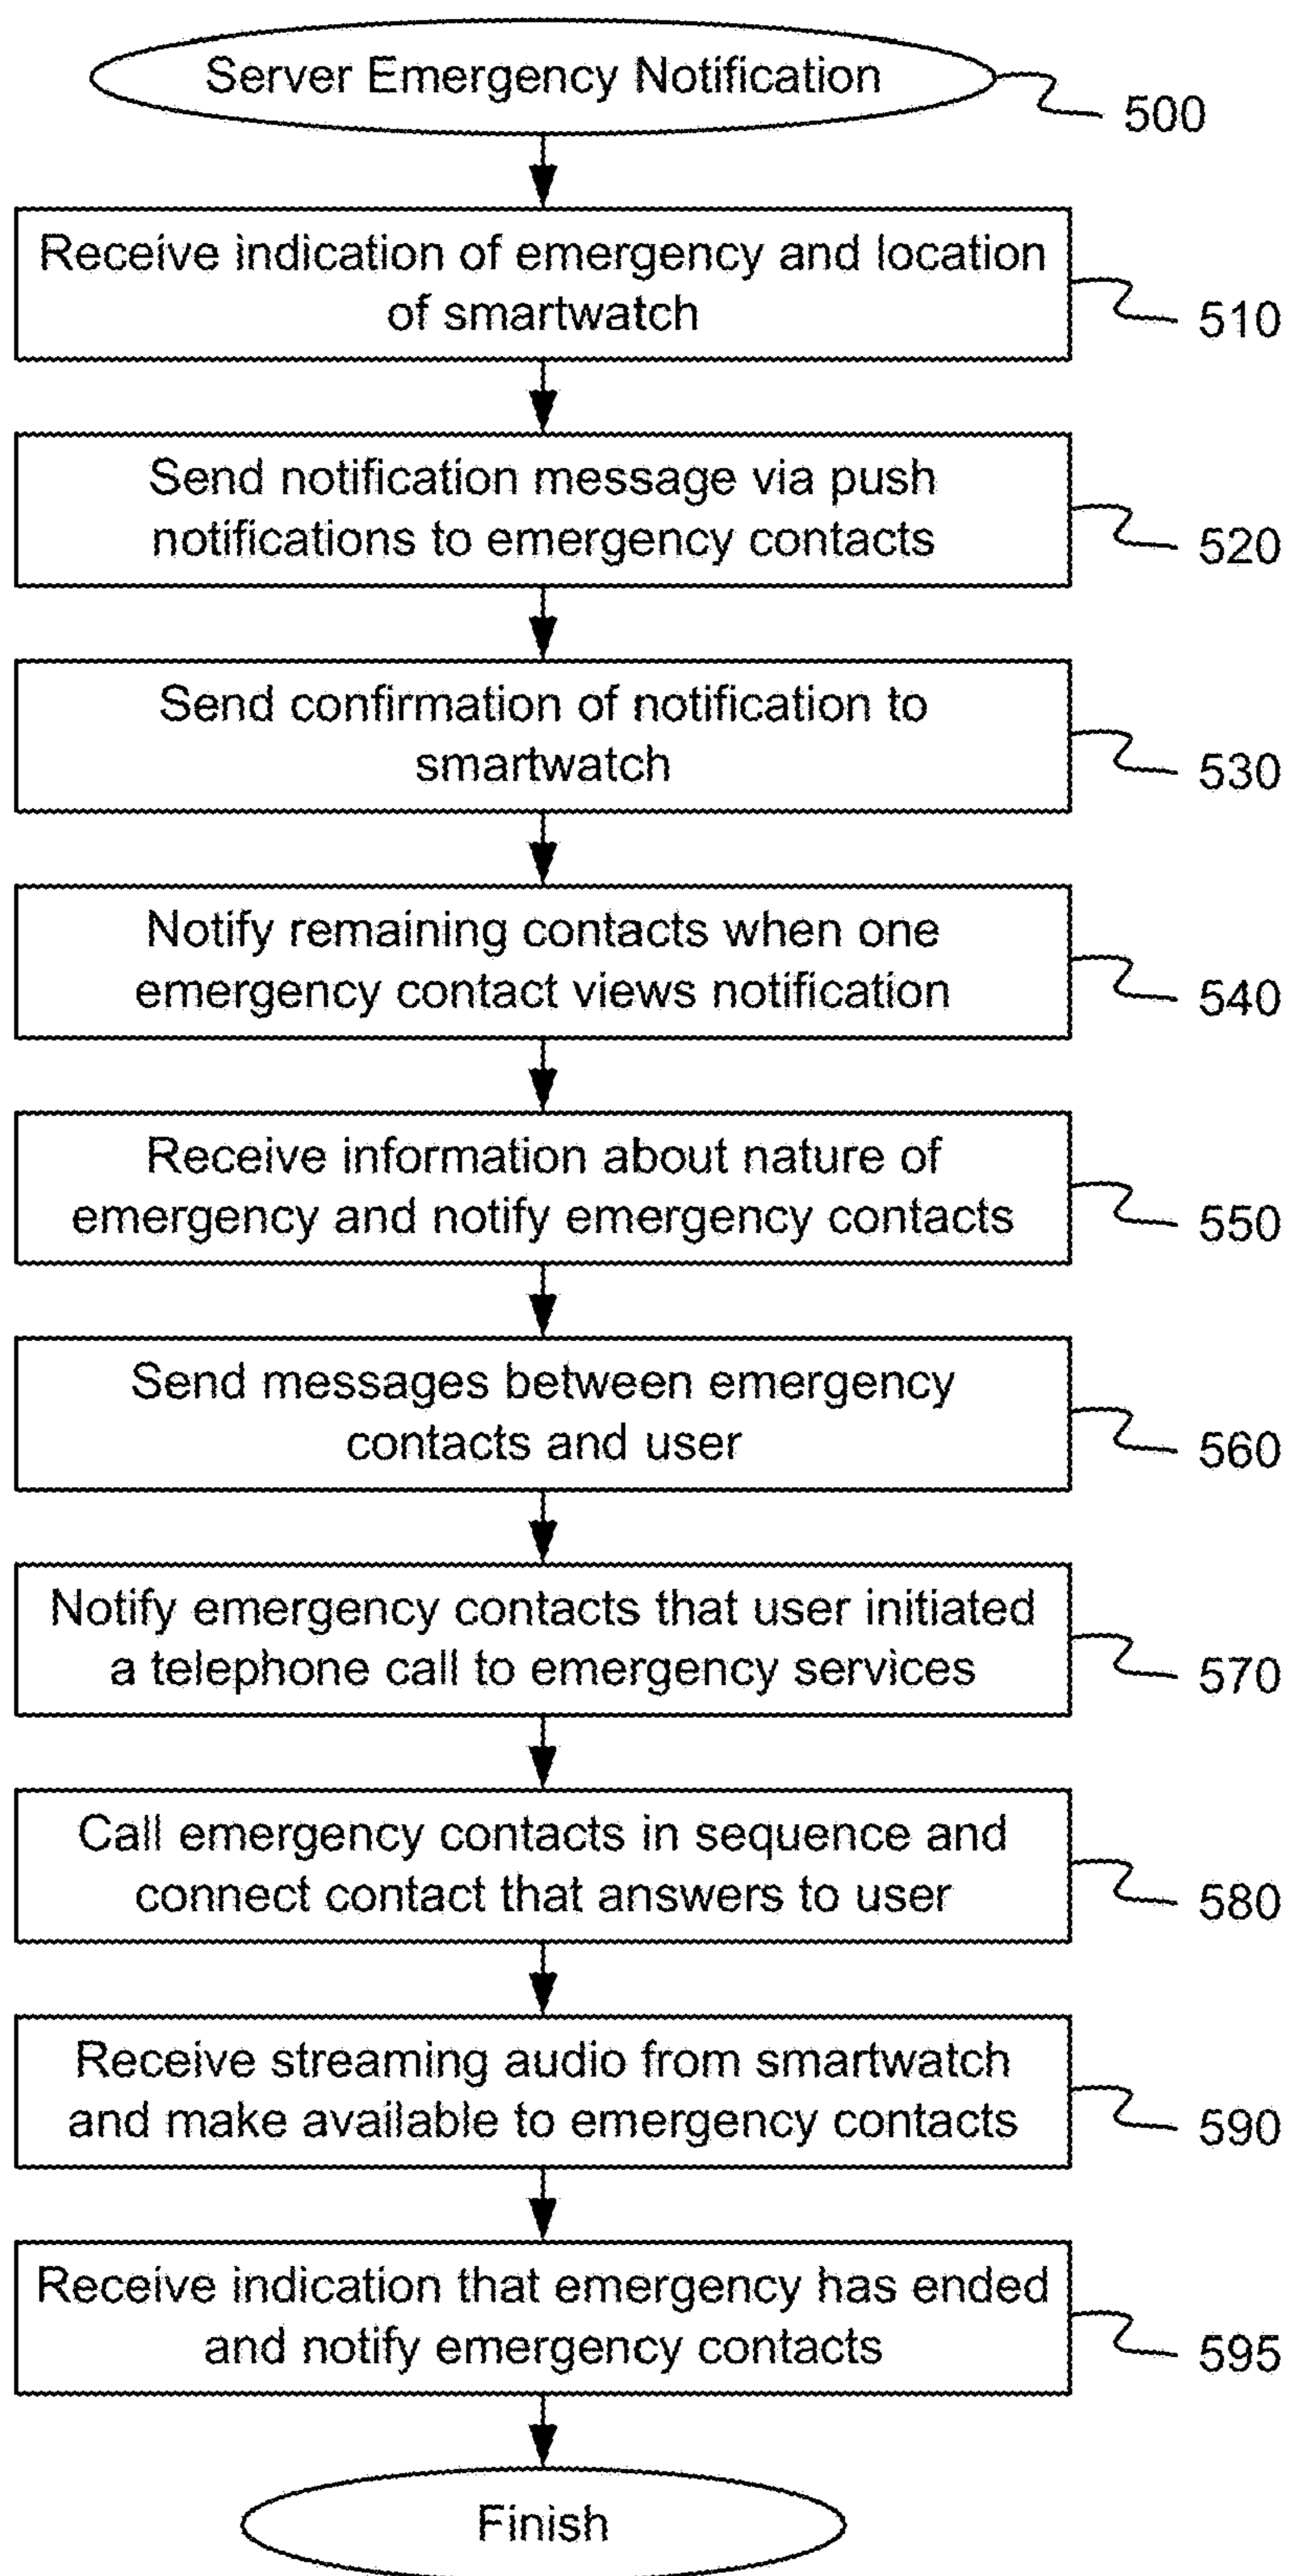 Server Emergency Notification
500
Receive indication of emergency and location
of smartwatch
510
Send notification message via push
notifications to emergency contacts
520
Send confirmation of notification to
smartwatch
530
Notify remaining contacts when one
emergency contact views notification
540
Receive information about nature of
emergency and notify emergency contacts
550
Send messages between emergency
contacts and user
560
Notify emergency contacts that user initiated
a telephone call to emergency services
570
Call emergency contacts in sequence and
connect contact that answers to user
580
Receive streaming audio from smartwatch
and make available to emergency contacts
590
Receive indication that emergency has ended
and notify emergency contacts
595
Finish